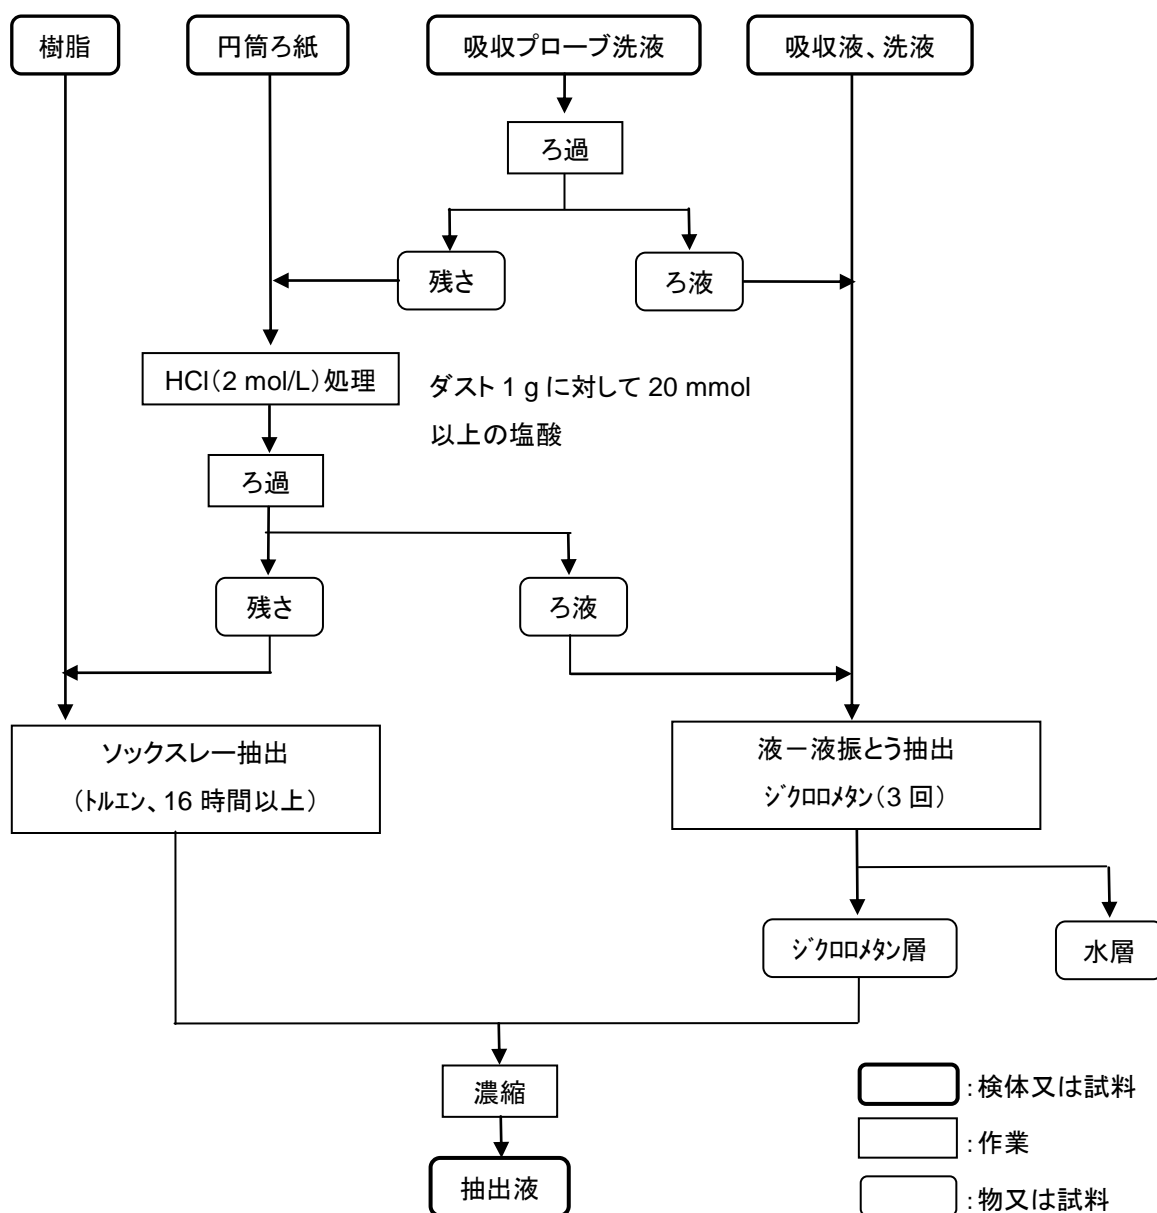 樹脂
円筒ろ紙
吸収プローブ洗液
吸収液、洗液
ろ過
残さ
ろ液
HCl(2 mol/L)処理
ダスト 1 g に対して 20 mmol
以上の塩酸
ろ過
残さ
ろ液
ソックスレー抽出
(トルエン、16 時間以上)
液-液振とう抽出
ジクロロメタン(3 回)
ジクロロメタン層
水層
濃縮
抽出液
:検体又は試料
:作業
:物又は試料